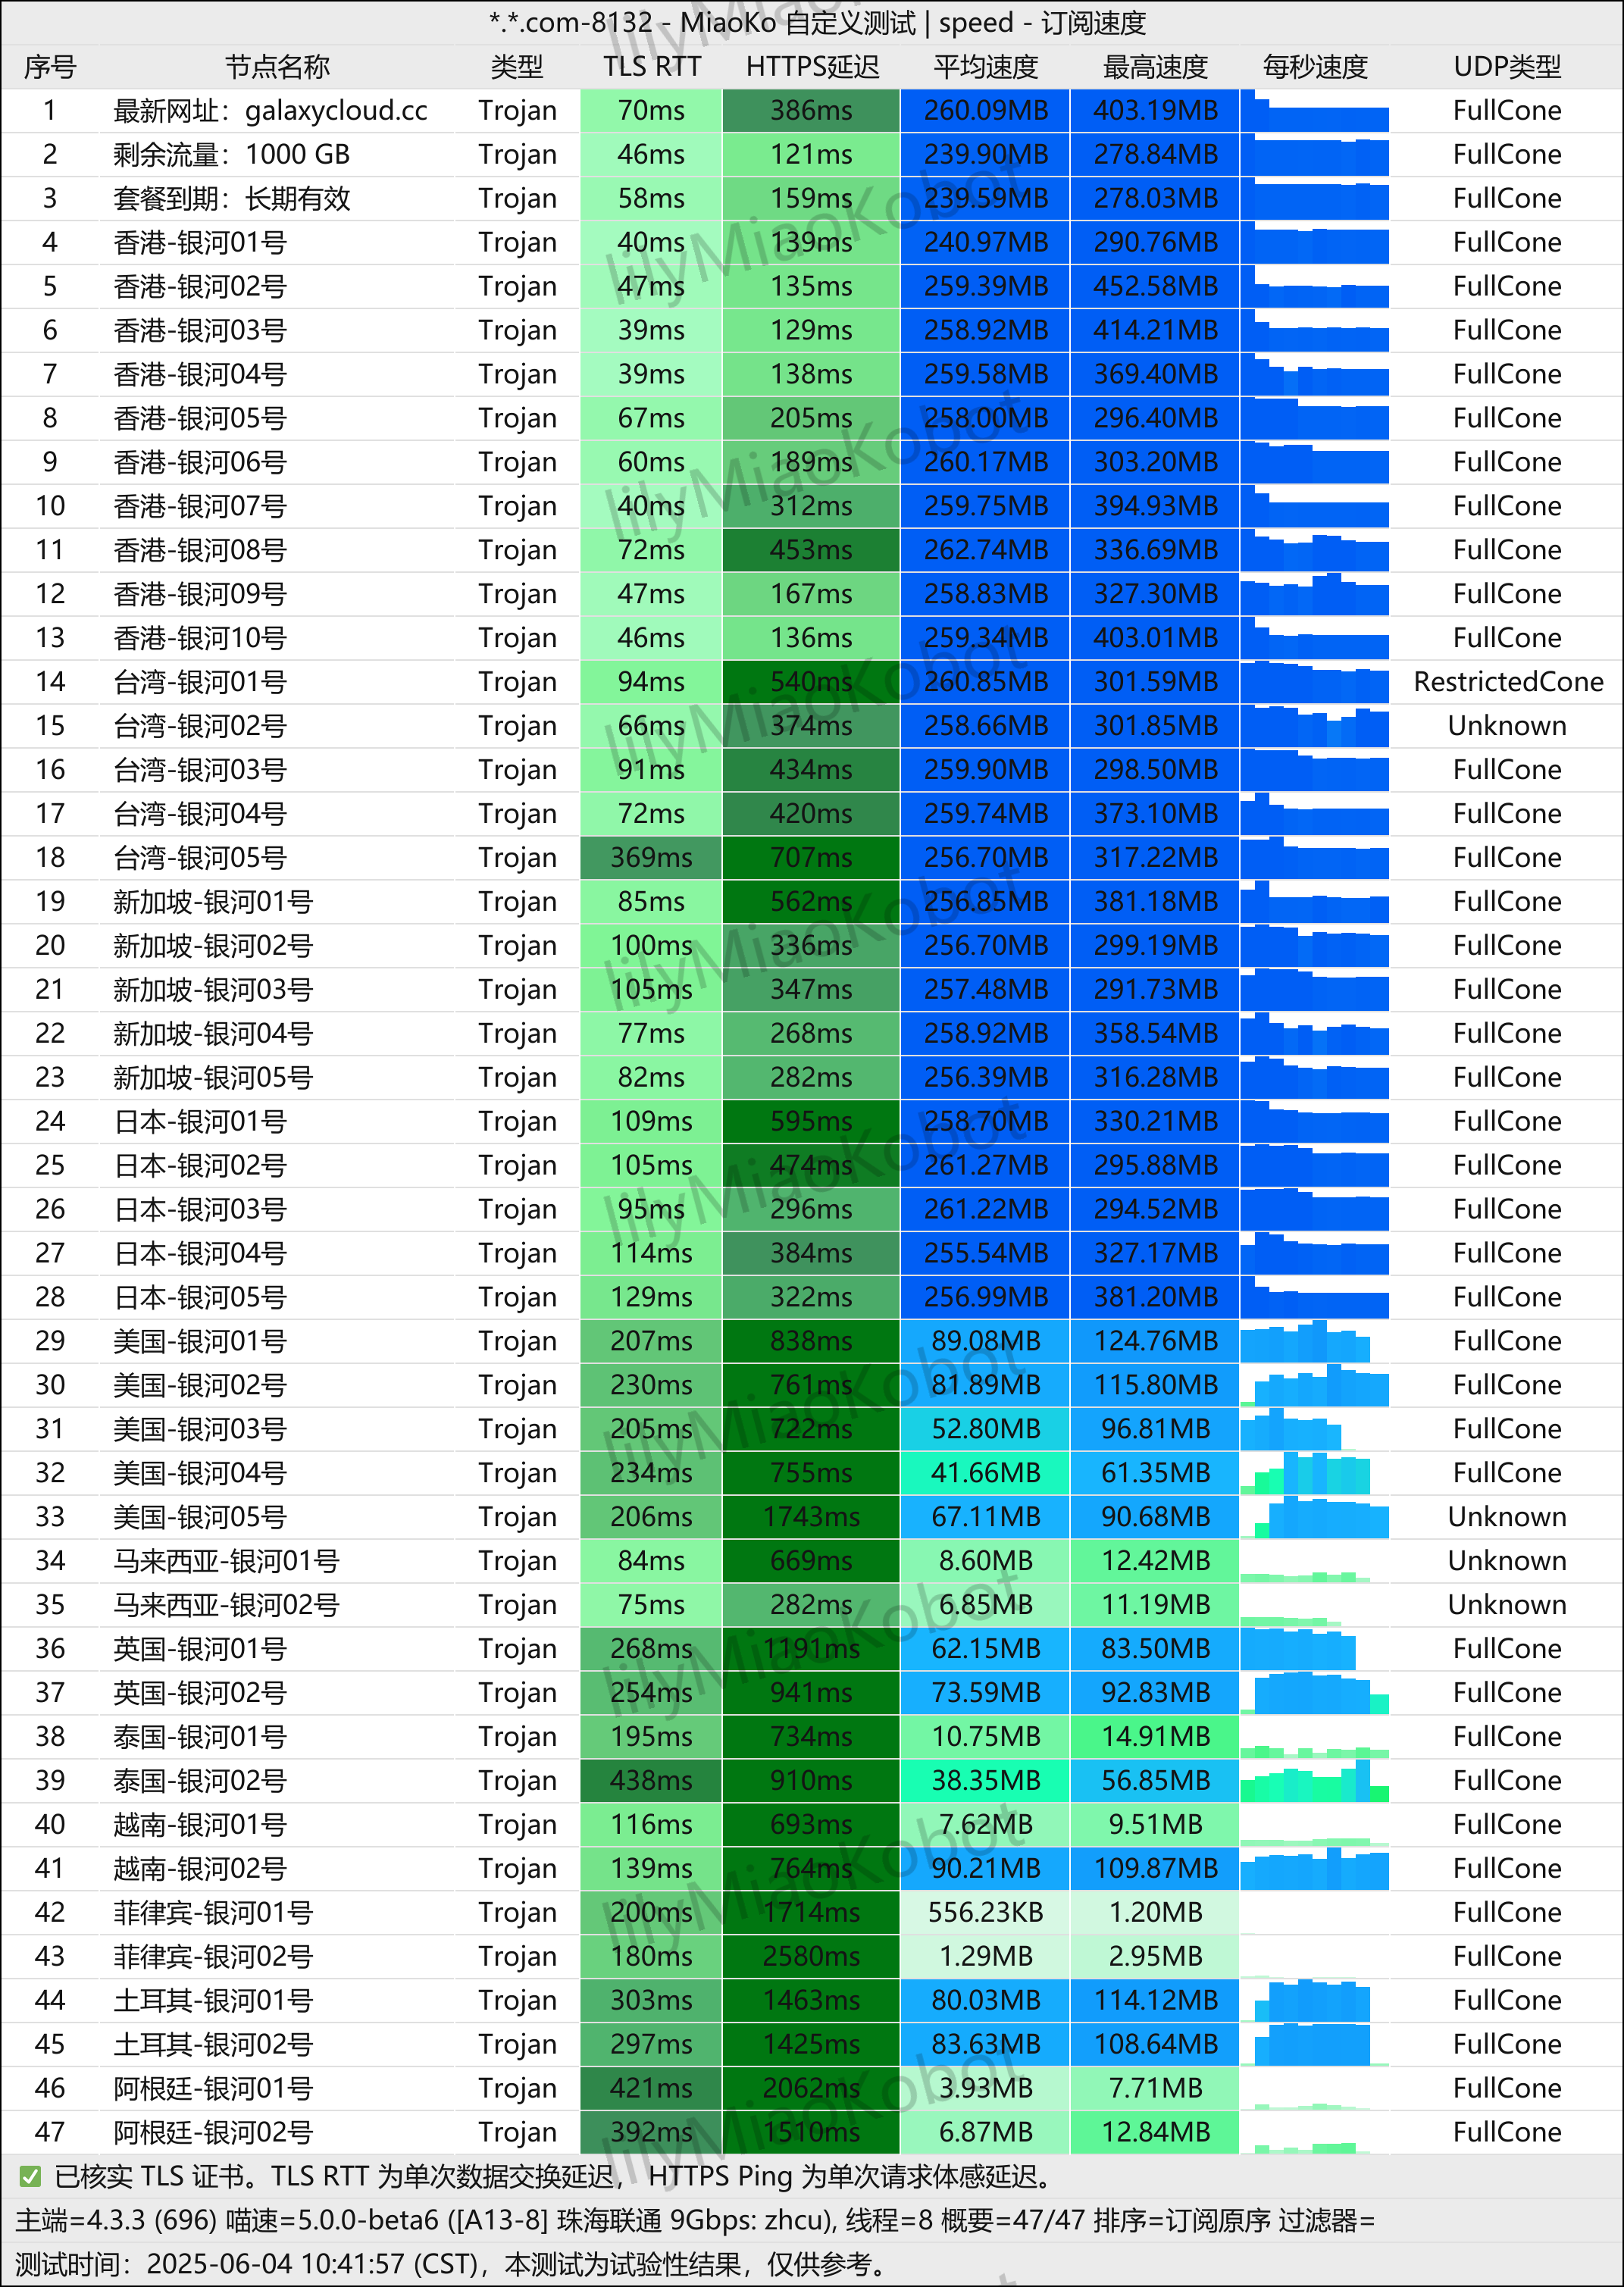 *.*.com-8132 - MiaoKo 自定义测试 | speed - 订阅速度
序号 节点名称 类型 TLS RTT HTTPS延迟 平均速度 最高速度 每秒速度 UDP类型
1 最新网址：galaxycloud.cc Trojan 70ms 386ms 260.09MB 403.19MB FullCone
2 剩余流量：1000 GB Trojan 46ms 121ms 239.90MB 278.84MB FullCone
3 套餐到期：长期有效 Trojan 58ms 159ms 239.59MB 278.03MB FullCone
4 香港-银河01号 Trojan 40ms 139ms 240.97MB 290.76MB FullCone
5 香港-银河02号 Trojan 47ms 135ms 259.39MB 452.58MB FullCone
6 香港-银河03号 Trojan 39ms 129ms 258.92MB 414.21MB FullCone
7 香港-银河04号 Trojan 39ms 138ms 259.58MB 369.40MB FullCone
8 香港-银河05号 Trojan 67ms 205ms 258.00MB 296.40MB FullCone
9 香港-银河06号 Trojan 60ms 189ms 260.17MB 303.20MB FullCone
10 香港-银河07号 Trojan 40ms 312ms 259.75MB 394.93MB FullCone
11 香港-银河08号 Trojan 72ms 453ms 262.74MB 336.69MB FullCone
12 香港-银河09号 Trojan 47ms 167ms 258.83MB 327.30MB FullCone
13 香港-银河10号 Trojan 46ms 136ms 259.34MB 403.01MB FullCone
14 台湾-银河01号 Trojan 94ms 540ms 260.85MB 301.59MB RestrictedCone
15 台湾-银河02号 Trojan 66ms 374ms 258.66MB 301.85MB Unknown
16 台湾-银河03号 Trojan 91ms 434ms 259.90MB 298.50MB FullCone
17 台湾-银河04号 Trojan 72ms 420ms 259.74MB 373.10MB FullCone
18 台湾-银河05号 Trojan 369ms 707ms 256.70MB 317.22MB FullCone
19 新加坡-银河01号 Trojan 85ms 562ms 256.85MB 381.18MB FullCone
20 新加坡-银河02号 Trojan 100ms 336ms 256.70MB 299.19MB FullCone
21 新加坡-银河03号 Trojan 105ms 347ms 257.48MB 291.73MB FullCone
22 新加坡-银河04号 Trojan 77ms 268ms 258.92MB 358.54MB FullCone
23 新加坡-银河05号 Trojan 82ms 282ms 256.39MB 316.28MB FullCone
24 日本-银河01号 Trojan 109ms 595ms 258.70MB 330.21MB FullCone
25 日本-银河02号 Trojan 105ms 474ms 261.27MB 295.88MB FullCone
26 日本-银河03号 Trojan 95ms 296ms 261.22MB 294.52MB FullCone
27 日本-银河04号 Trojan 114ms 384ms 255.54MB 327.17MB FullCone
28 日本-银河05号 Trojan 129ms 322ms 256.99MB 381.20MB FullCone
29 美国-银河01号 Trojan 207ms 838ms 89.08MB 124.76MB FullCone
30 美国-银河02号 Trojan 230ms 761ms 81.89MB 115.80MB FullCone
31 美国-银河03号 Trojan 205ms 722ms 52.80MB 96.81MB FullCone
32 美国-银河04号 Trojan 234ms 755ms 41.66MB 61.35MB FullCone
33 美国-银河05号 Trojan 206ms 1743ms 67.11MB 90.68MB Unknown
34 马来西亚-银河01号 Trojan 84ms 669ms 8.60MB 12.42MB Unknown
35 马来西亚-银河02号 Trojan 75ms 282ms 6.85MB 11.19MB Unknown
36 英国-银河01号 Trojan 268ms 1191ms 62.15MB 83.50MB FullCone
37 英国-银河02号 Trojan 254ms 941ms 73.59MB 92.83MB FullCone
38 泰国-银河01号 Trojan 195ms 734ms 10.75MB 14.91MB FullCone
39 泰国-银河02号 Trojan 438ms 910ms 38.35MB 56.85MB FullCone
40 越南-银河01号 Trojan 116ms 693ms 7.62MB 9.51MB FullCone
41 越南-银河02号 Trojan 139ms 764ms 90.21MB 109.87MB FullCone
42 菲律宾-银河01号 Trojan 200ms 1714ms 556.23KB 1.20MB FullCone
43 菲律宾-银河02号 Trojan 180ms 2580ms 1.29MB 2.95MB FullCone
44 土耳其-银河01号 Trojan 303ms 1463ms 80.03MB 114.12MB FullCone
45 土耳其-银河02号 Trojan 297ms 1425ms 83.63MB 108.64MB FullCone
46 阿根廷-银河01号 Trojan 421ms 2062ms 3.93MB 7.71MB FullCone
47 阿根廷-银河02号 Trojan 392ms 1510ms 6.87MB 12.84MB FullCone
✅ 已核实 TLS 证书。TLS RTT 为单次数据交换延迟， HTTPS Ping 为单次请求体感延迟。
主端=4.3.3 (696) 喵速=5.0.0-beta6 ([A13-8] 珠海联通 9Gbps: zhcu), 线程=8 概要=47/47 排序=订阅原序 过滤器=
测试时间：2025-06-04 10:41:57 (CST)，本测试为试验性结果，仅供参考。
lilyMiaoKobot
lilyMiaoKobot
lilyMiaoKobot
lilyMiaoKobot
lilyMiaoKobot
lilyMiaoKobot
lilyMiaoKobot
lilyMiaoKobot
lilyMiaoKobot